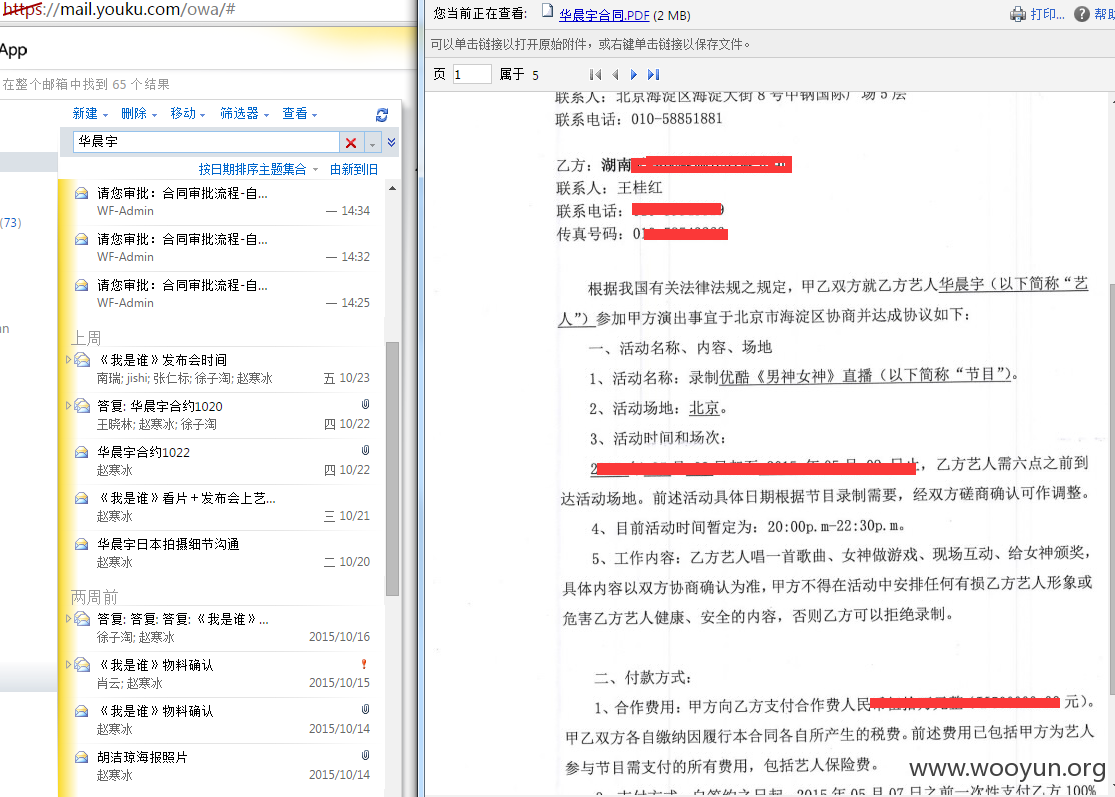 https://mail.youku.com/owa/#
App
在整个邮箱中找到 65 个结果
新建 删除 移动 筛选器 查看
华晨宇
按日期排序主题集合 由新到旧
(73)
请您审批：合同审批流程-自...
WF-Admin — 14:34
请您审批：合同审批流程-自...
WF-Admin — 14:32
请您审批：合同审批流程-自...
WF-Admin — 14:25
上周
《我是谁》发布会时间
南瑞; jishi; 张仁标; 徐子淘; 赵寒冰 五 10/23
答复: 华晨宇合约1020
王晓林; 赵寒冰; 徐子淘 四 10/22
华晨宇合约1022
赵寒冰 四 10/22
《我是谁》看片＋发布会上艺...
赵寒冰 三 10/21
华晨宇日本拍摄细节沟通
赵寒冰 二 10/20
两周前
答复: 答复: 答复: 《我是谁》...
徐子淘; 赵寒冰 2015/10/16
《我是谁》物料确认
肖云; 赵寒冰 2015/10/15
《我是谁》物料确认
赵寒冰 2015/10/14
胡洁琼海报照片
赵寒冰 2015/10/14
您当前正在查看: 华晨宇合同.PDF (2 MB) 打印... 帮助
可以单击链接以打开原始附件，或右键单击链接以保存文件。
页 1 属于 5
联系人：北京海淀区海淀大街 8 号中钢国际广场 5 层
联系电话：010-58851881
乙方：湖南
联系人：王桂红
联系电话：
传真号码：01
根据我国有关法律法规之规定，甲乙双方就乙方艺人华晨宇（以下简称“艺
人”）参加甲方演出事宜于北京市海淀区协商并达成协议如下：
一、活动名称、内容、场地
1、活动名称：录制优酷《男神女神》直播（以下简称“节目”）。
2、活动场地：北京。
3、活动时间和场次：
2 ，乙方艺人需六点之前到
达活动场地。前述活动具体日期根据节目录制需要，经双方磋商确认可作调整。
4、目前活动时间暂定为：20:00p.m-22:30p.m。
5、工作内容：乙方艺人唱一首歌曲、女神做游戏、现场互动、给女神颁奖，
具体内容以双方协商确认为准，甲方不得在活动中安排任何有损乙方艺人形象或
危害乙方艺人健康、安全的内容，否则乙方可以拒绝录制。
二、付款方式：
1、合作费用：甲方向乙方支付合作费人民 元）。
甲乙双方各自缴纳因履行本合同各自所产生的税费。前述费用已包括甲方为艺人
参与节目需支付的所有费用，包括艺人保险费。
2、支付方式：自签约之日起，2015 年 05 月 07 日之前一次性支付乙方 100%
www.wooyun.org